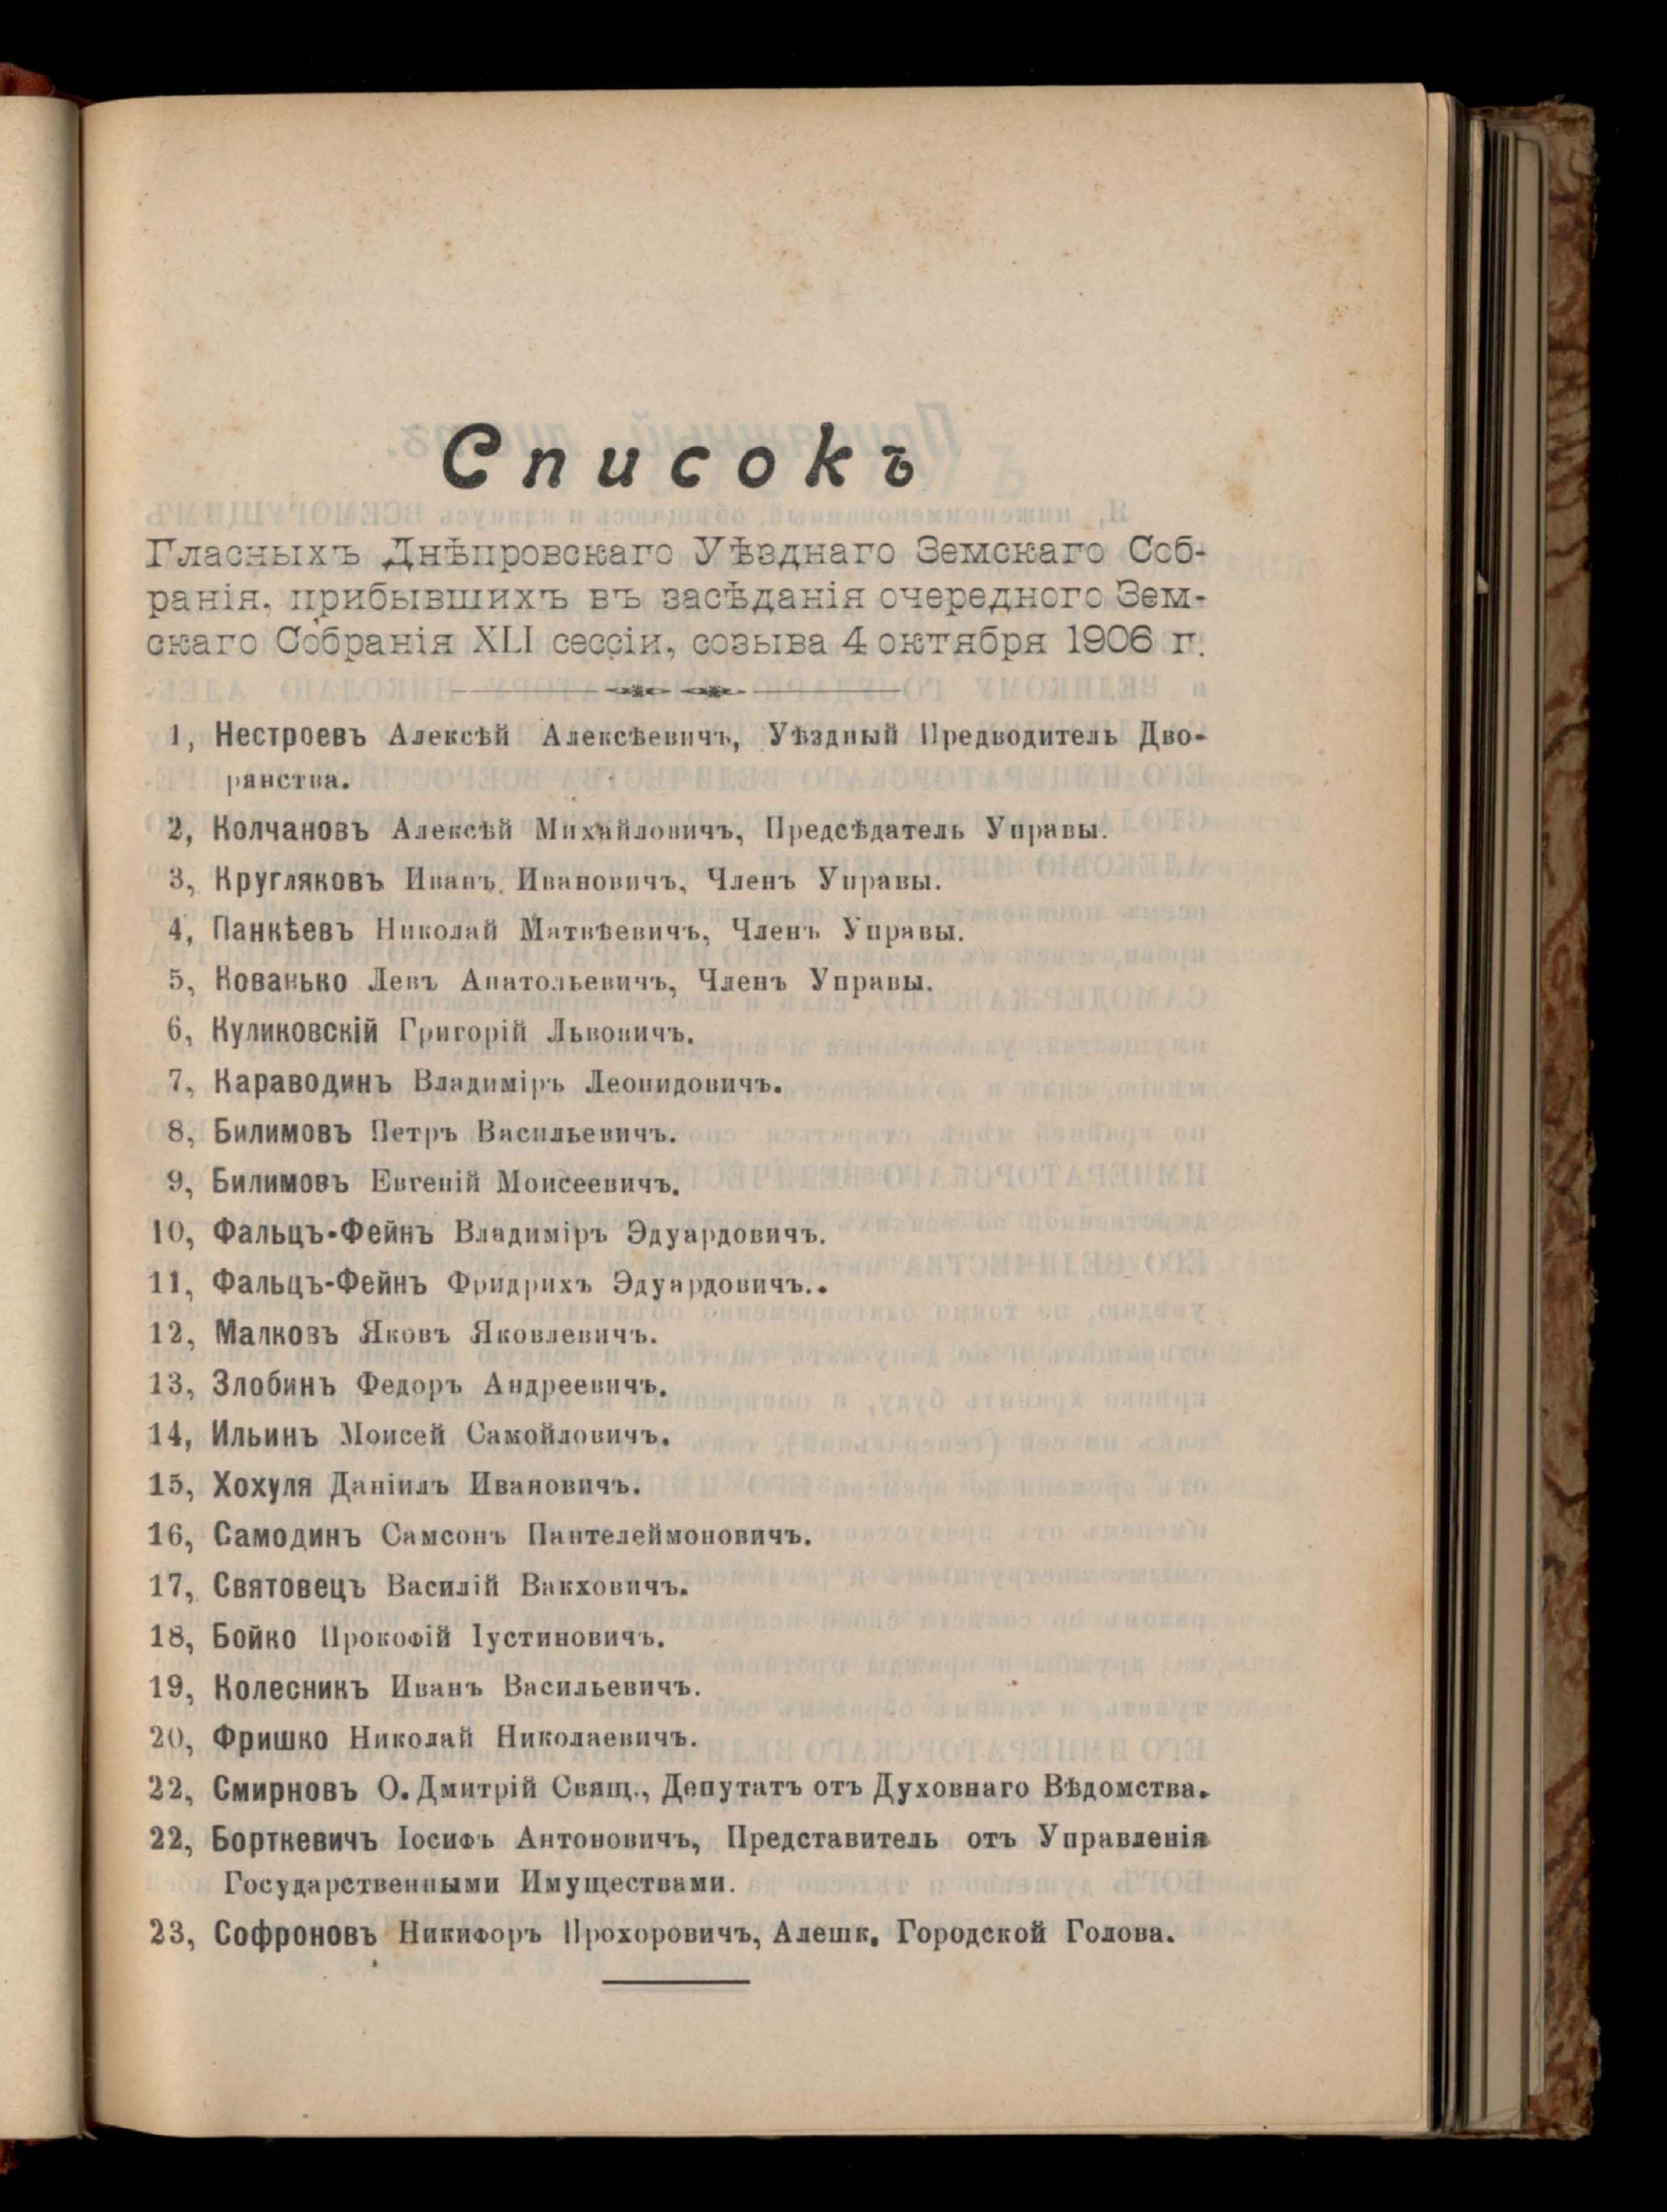 Списокъ
Гласныхъ Днѣпровскаго Уѣзднаго Земскаго Соб-
ранія, прибывшихъ въ засѣданія очередного Зем-
скаго Собранія XLI сессіи, созыва 4 октября 1906 г.
1, Нестроевъ Алексѣй Алексѣевичъ, Уѣздный Предводитель Дво-
рянства.
2, Колчановъ Алексѣй Михайловичъ, Предсѣдатель Управы.
3, Кругляковъ Иванъ Ивановичъ, Членъ Управы.
4, Панкѣевъ Николай Матвѣевичъ, Членъ Управы.
5, Кованько Левъ Анатольевичъ, Членъ Управы.
6, Куликовскій Григорій Львовичъ.
7, Караводинъ Владиміръ Леонидовичъ.
8, Билимовъ Петръ Васильевичъ.
9, Билимовъ Евгеній Моисеевичъ.
10, Фальцъ-Фейнъ Владиміръ Эдуардовичъ.
11, Фальцъ-Фейнъ Фридрихъ Эдуардовичъ..
12, Малковъ Яковъ Яковлевичъ.
13, Злобинъ Федоръ Андреевичъ.
14, Ильинъ Моисей Самойловичъ.
15, Хохуля Даніилъ Ивановичъ.
16, Самодинъ Самсонъ Пантелеймоновичъ.
17, Святовецъ Василій Вакховичъ.
18, Бойко Прокофій Іустиновичъ.
19, Колесникъ Иванъ Васильевичъ.
20, Фришко Николай Николаевичъ.
22, Смирновъ О. Дмитрій Свящ., Депутатъ отъ Духовнаго Вѣдомства.
22, Борткевичъ Іосифъ Антоновичъ, Представитель отъ Управленія
Государственными Имуществами.
23, Софроновъ Никифоръ Прохоровичъ, Алешк. Городской Голова.